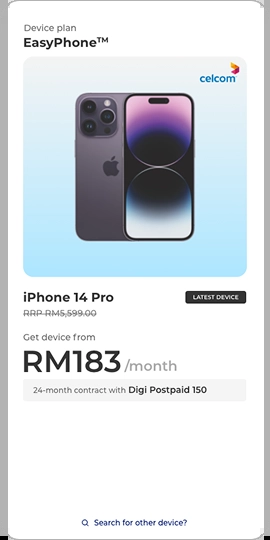 Device plan
EasyPhone™
celcom
iPhone 14 Pro
LATEST DEVICE
RRP RM5,599.00
Get device from
RM183 /month
24-month contract with Digi Postpaid 150
Search for other device?